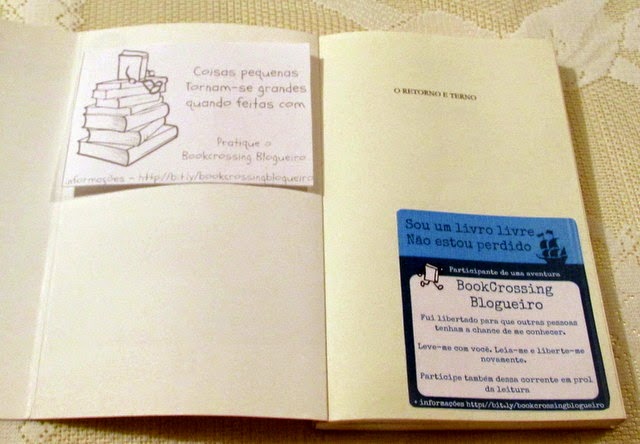 Coisas pequenas
Tornam-se grandes
quando feitas com
Pratique o
Bookcrossing Blogueiro
informações - http://bit.ly/bookcrossingblogueiro
O RETORNO E TERNO
Sou um livro livre
Não estou perdido
Participante de uma aventura
BookCrossing
Blogueiro
Fui libertado para que outras pessoas
tenham a chance de me conhecer.
Leve-me com você. Leia-me e liberte-me
novamente.
Participe também dessa corrente em prol
da leitura
+ informações http//bit.ly/bookcrossingblogueiro